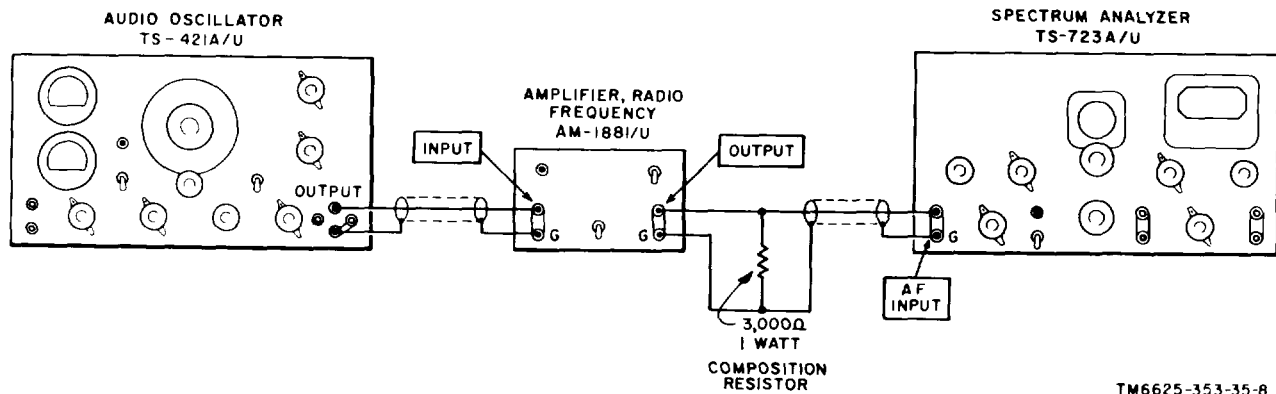 AUDIO OSCILLATOR
TS-421A/U
SPECTRUM ANALYZER
TS-723A/U
AMPLIFIER, RADIO
FREQUENCY
AM-1881/U
INPUT
OUTPUT
OUTPUT
G
G
G
AF
INPUT
3,000Ω
1 WATT
COMPOSITION
RESISTOR
TM6625-353-35-8